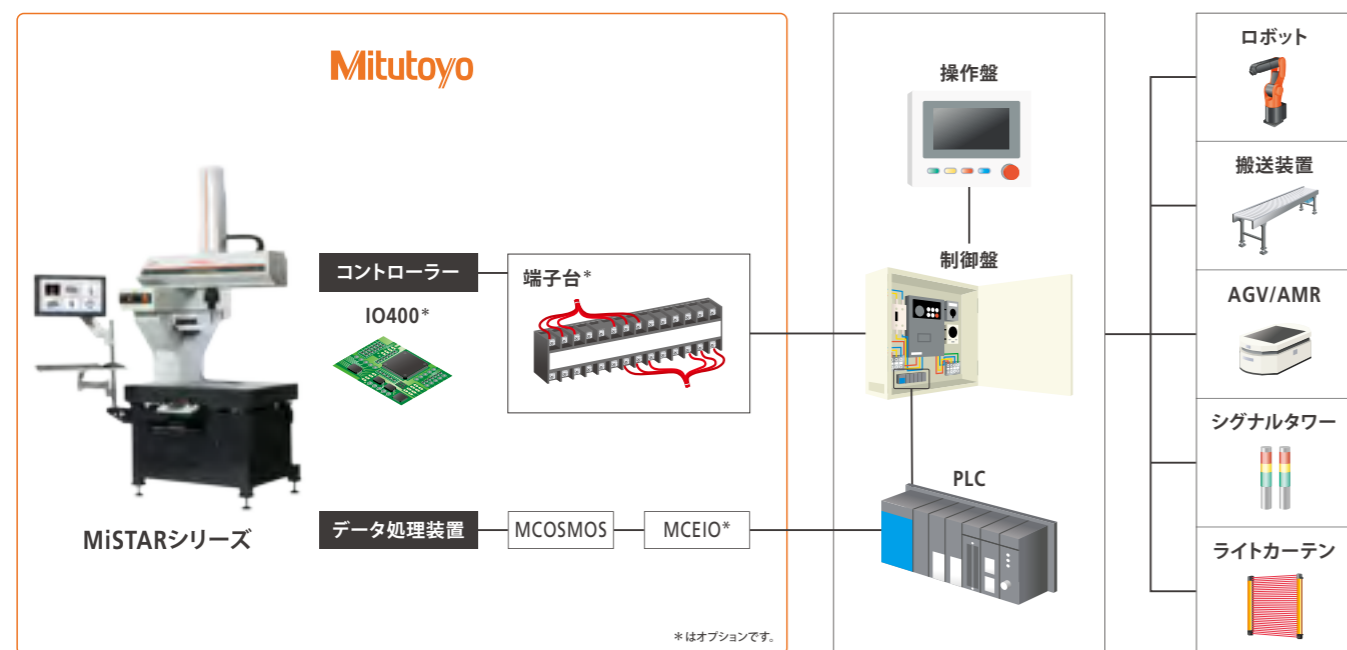 Mitutoyo
MiSTARシリーズ
コントローラー
IO400*
端子台*
データ処理装置
MCOSMOS
MCEIO*
*はオプションです。
操作盤
制御盤
PLC
ロボット
搬送装置
AGV/AMR
シグナルタワー
ライトカーテン